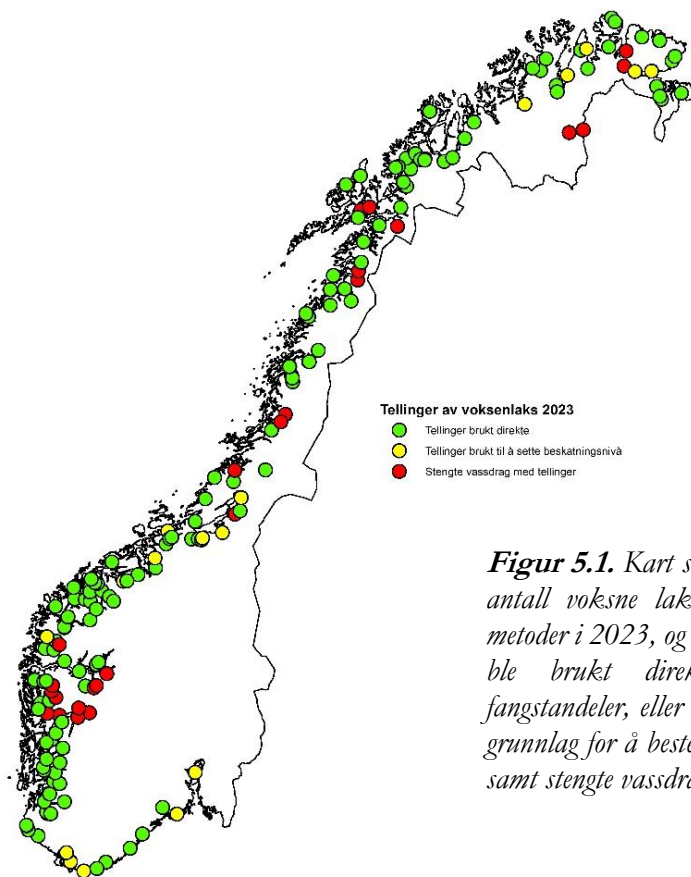 Tellinger av voksenlaks 2023
Tellinger brukt direkte
Tellinger brukt til å sette beskatningsnivå
Stengte vassdrag med tellinger
Figur 5.1. Kart s
antall voksne lak
metoder i 2023, og
ble brukt direk
fangstandeler, eller
grunnlag for å beste
samt stengte vassdra